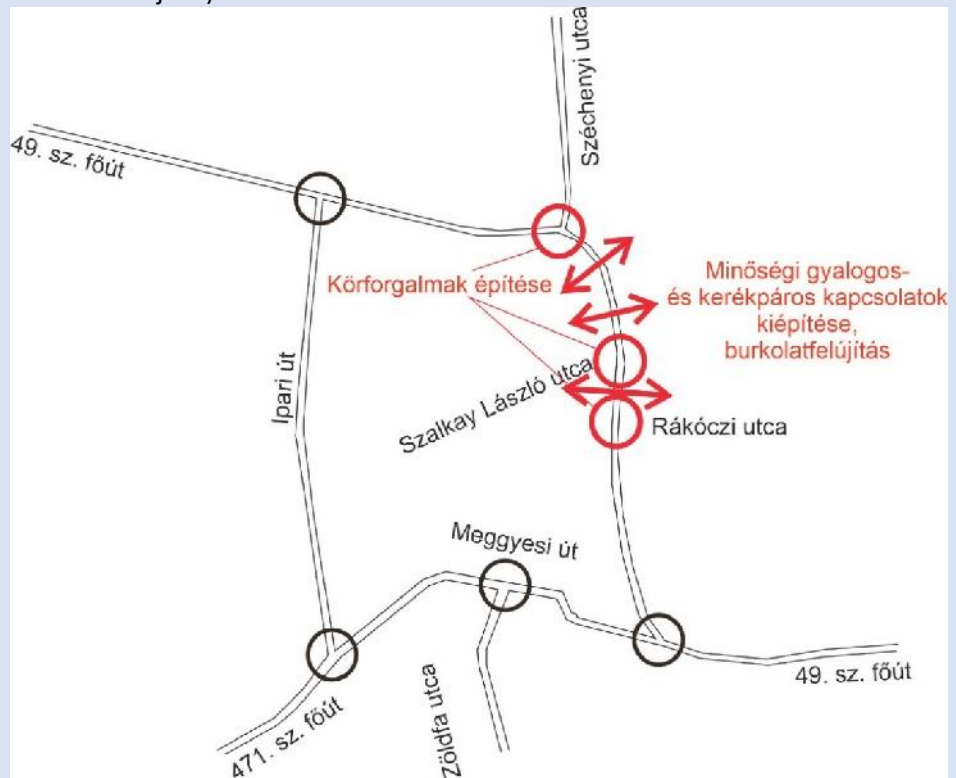 Széchenyi utca
49. sz. főút
Körforgalmak építése
Minőségi gyalogos-
és kerékpáros kapcsolatok
kiépítése,
burkolatfelújítás
Ipari út
Szalkay László utca
Rákóczi utca
Meggyesi út
Zöldfa utca
471. sz. főút
49. sz. főút